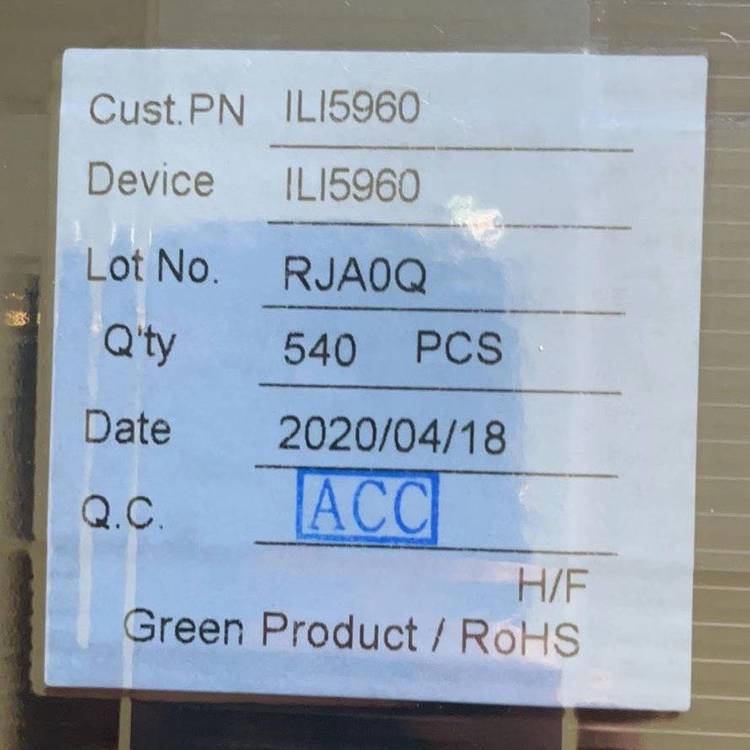 Cust.PN ILI5960
Device ILI5960
Lot No. RJA0Q
Q'ty 540 PCS
Date 2020/04/18
Q.C. ACC
H/F
Green Product / RoHS